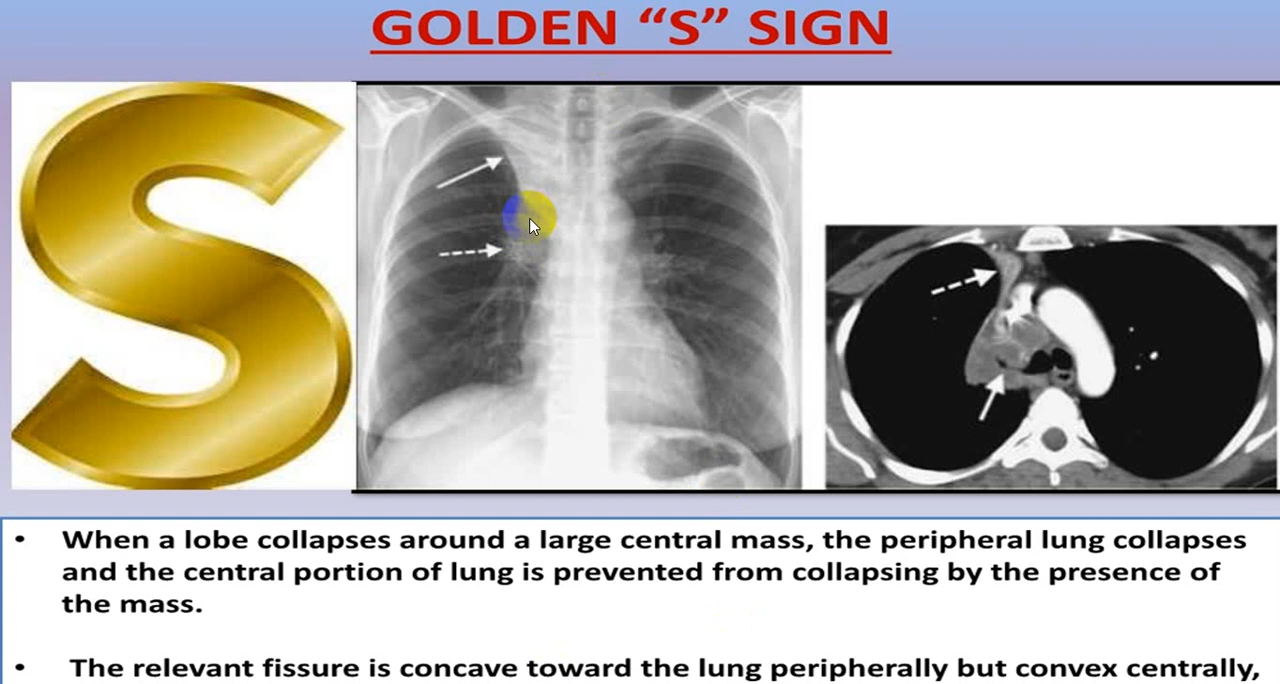 GOLDEN “S” SIGN
• When a lobe collapses around a large central mass, the peripheral lung collapses
and the central portion of lung is prevented from collapsing by the presence of
the mass.
• The relevant fissure is concave toward the lung peripherally but convex centrally,